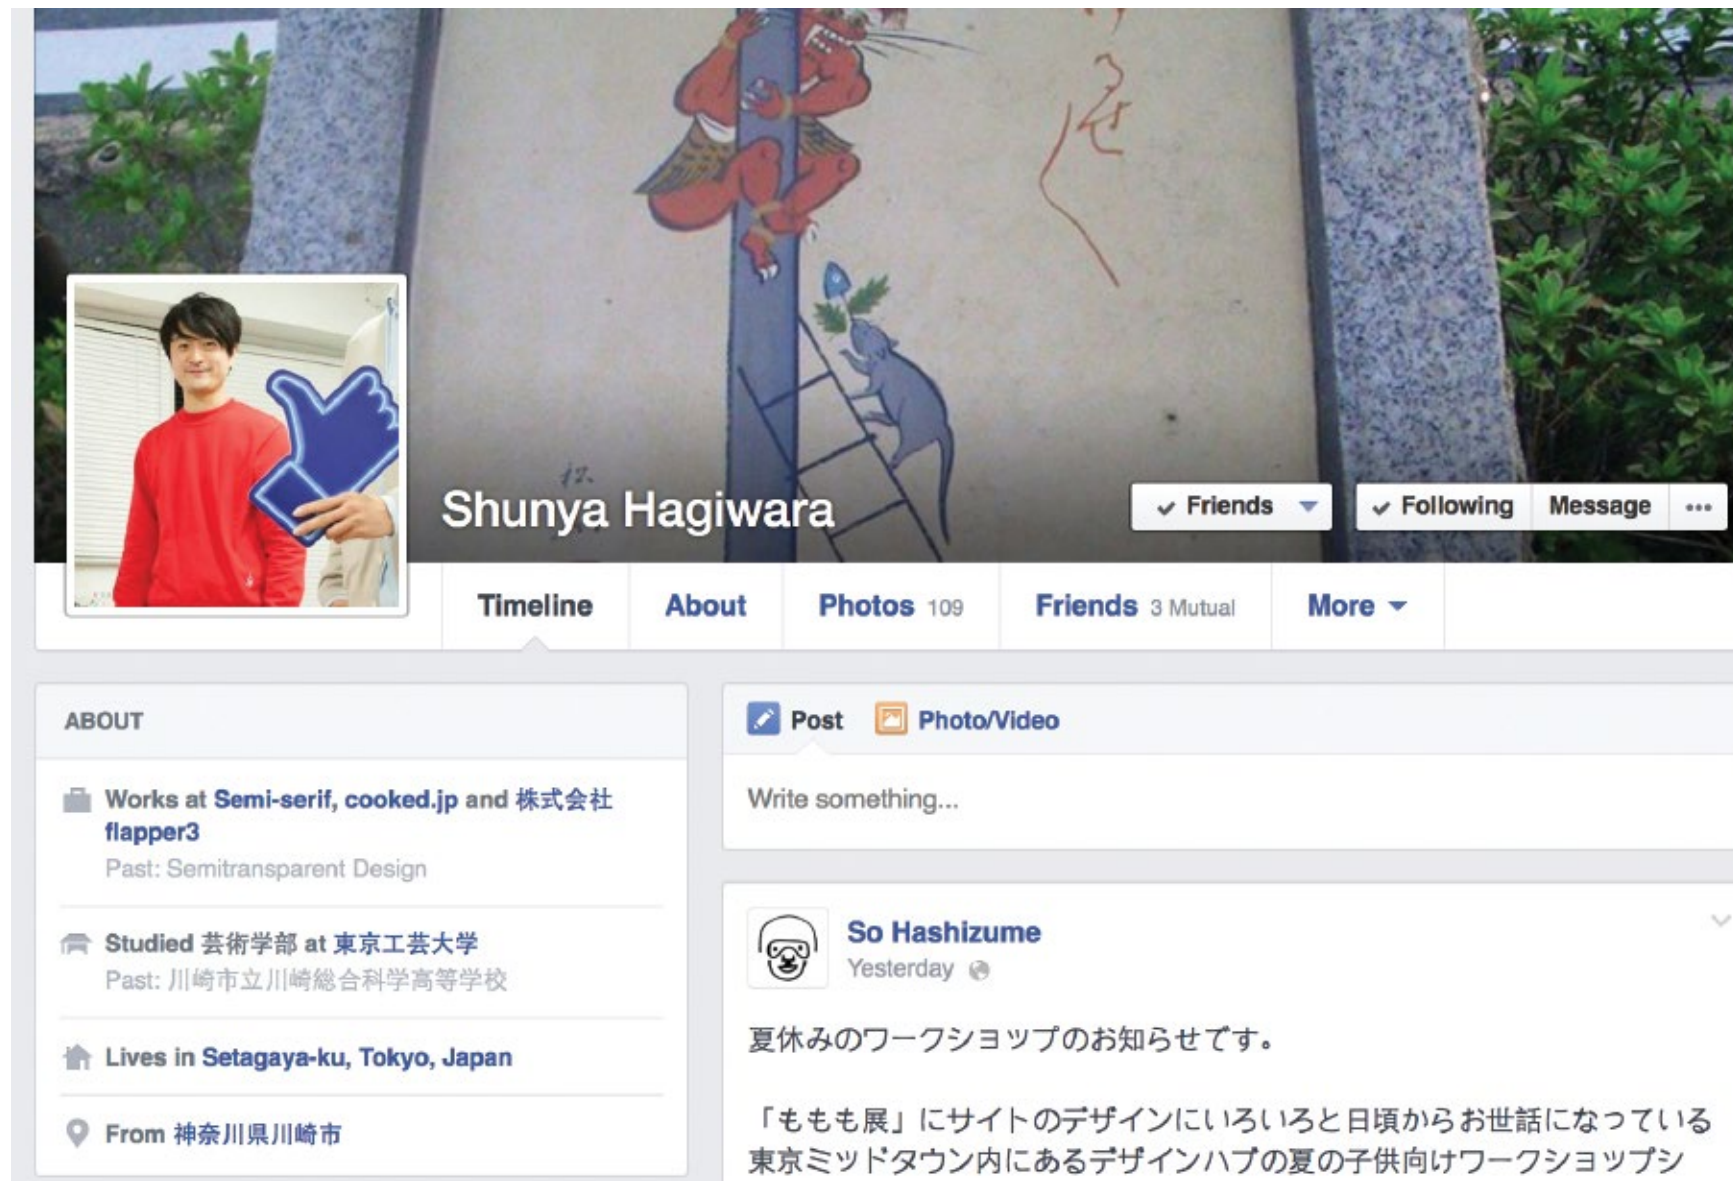 Shunya Hagiwara
Friends
Following
Message
Timeline
About
Photos 109
Friends 3 Mutual
More
ABOUT
Works at Semi-serif, cooked.jp and 株式会社
flapper3
Past: Semitransparent Design
Studied 芸術学部 at 東京工芸大学
Past: 川崎市立川崎総合科学高等学校
Lives in Setagaya-ku, Tokyo, Japan
From 神奈川県川崎市
Post
Photo/Video
Write something...
So Hashizume
Yesterday
夏休みのワークショップのお知らせです。
「ももも展」にサイトのデザインにいろいろと日頃からお世話になっている
東京ミッドタウン内にあるデザインハブの夏の子供向けワークショップシ